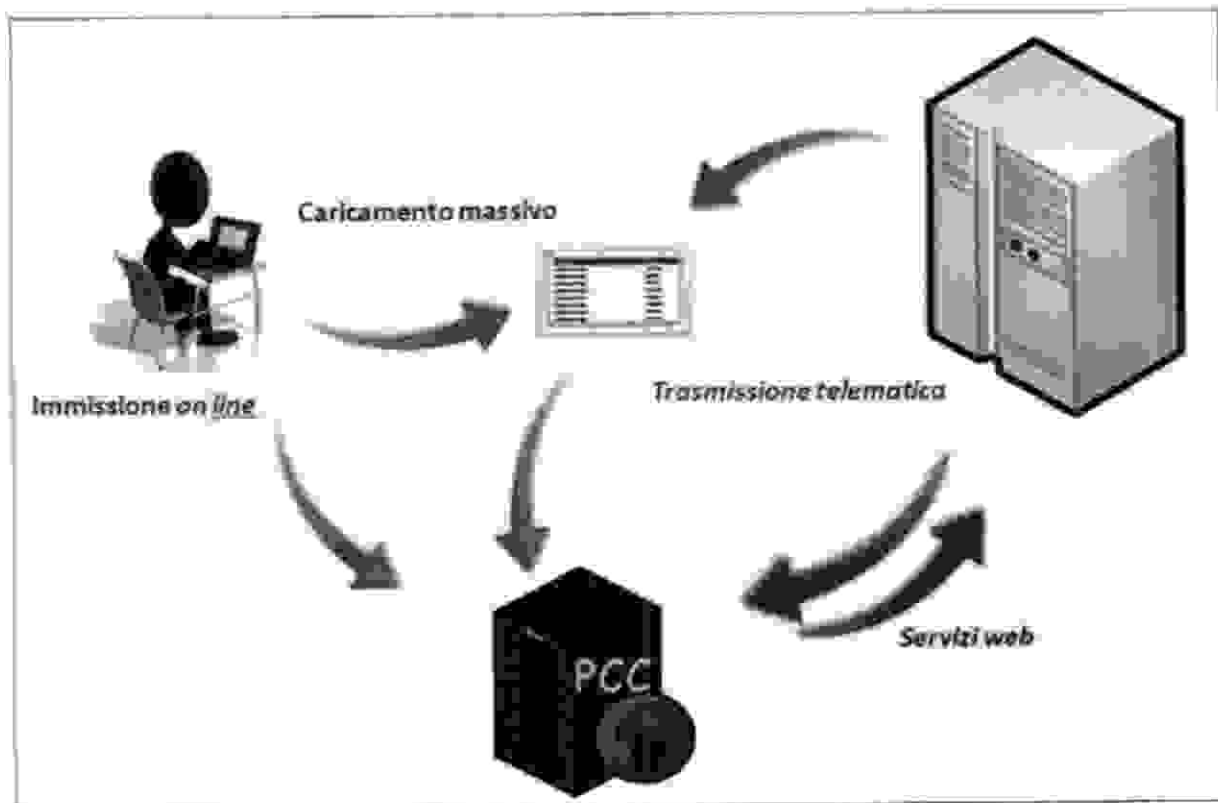 Caricamento massivo
Immissione on line
Trasmissione telematica
Servizi web
PCC